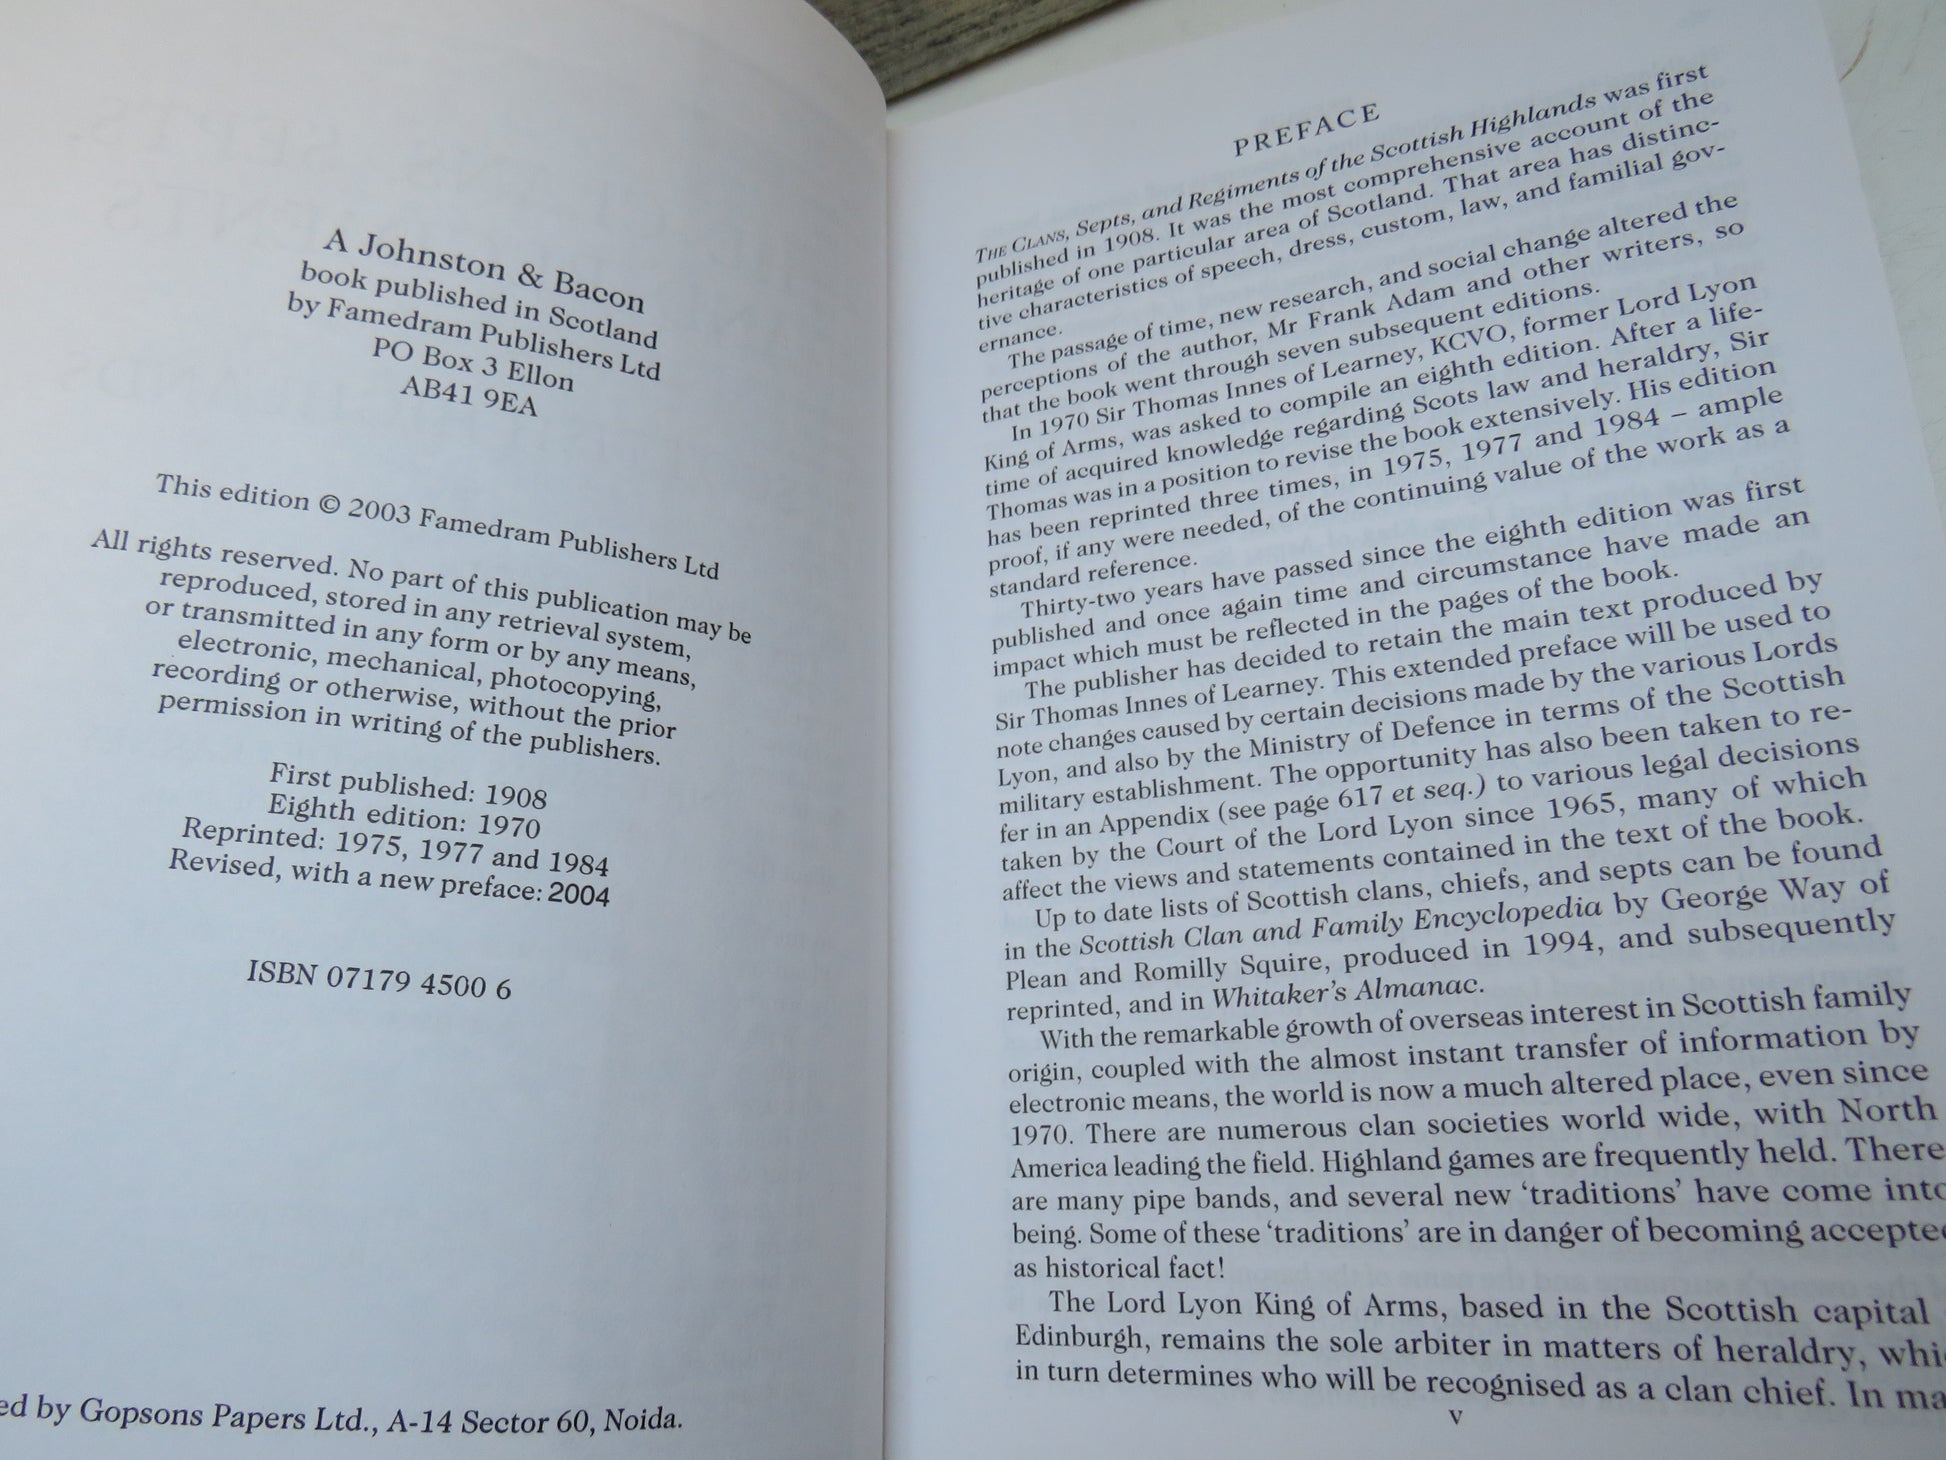 A Johnston & Bacon
book published in Scotland
by Famedram Publishers Ltd
PO Box 3 Ellon
AB41 9EA
This edition © 2003 Famedram Publishers Ltd
All rights reserved. No part of this publication may be
reproduced, stored in any retrieval system,
or transmitted in any form or by any means,
electronic, mechanical, photocopying,
recording or otherwise, without the prior
permission in writing of the publishers.
First published: 1908
Eighth edition: 1970
Reprinted: 1975, 1977 and 1984
Revised, with a new preface: 2004
ISBN 07179 4500 6
ed by Gopsons Papers Ltd., A-14 Sector 60, Noida.
PREFACE
THE CLANS, Septs, and Regiments of the Scottish Highlands was first
published in 1908. It was the most comprehensive account of the
heritage of one particular area of Scotland. That area has distinc-
tive characteristics of speech, dress, custom, law, and familial gov-
ernance.
The passage of time, new research, and social change altered the
perceptions of the author, Mr Frank Adam and other writers, so
that the book went through seven subsequent editions.
In 1970 Sir Thomas Innes of Learney, KCVO, former Lord Lyon
King of Arms, was asked to compile an eighth edition. After a life-
time of acquired knowledge regarding Scots law and heraldry, Sir
Thomas was in a position to revise the book extensively. His edition
has been reprinted three times, in 1975, 1977 and 1984 – ample
proof, if any were needed, of the continuing value of the work as a
standard reference.
Thirty-two years have passed since the eighth edition was first
published and once again time and circumstance have made an
impact which must be reflected in the pages of the book.
The publisher has decided to retain the main text produced by
Sir Thomas Innes of Learney. This extended preface will be used to
note changes caused by certain decisions made by the various Lords
Lyon, and also by the Ministry of Defence in terms of the Scottish
military establishment. The opportunity has also been taken to re-
fer in an Appendix (see page 617 et seq.) to various legal decisions
taken by the Court of the Lord Lyon since 1965, many of which
affect the views and statements contained in the text of the book.
Up to date lists of Scottish clans, chiefs, and septs can be found
in the Scottish Clan and Family Encyclopedia by George Way of
Plean and Romilly Squire, produced in 1994, and subsequently
reprinted, and in Whitaker's Almanac.
With the remarkable growth of overseas interest in Scottish family
origin, coupled with the almost instant transfer of information by
electronic means, the world is now a much altered place, even since
1970. There are numerous clan societies world wide, with North
America leading the field. Highland games are frequently held. There
are many pipe bands, and several new ‘traditions’ have come into
being. Some of these ‘traditions’ are in danger of becoming accepted
as historical fact!
The Lord Lyon King of Arms, based in the Scottish capital
Edinburgh, remains the sole arbiter in matters of heraldry, whi
in turn determines who will be recognised as a clan chief. In ma
v